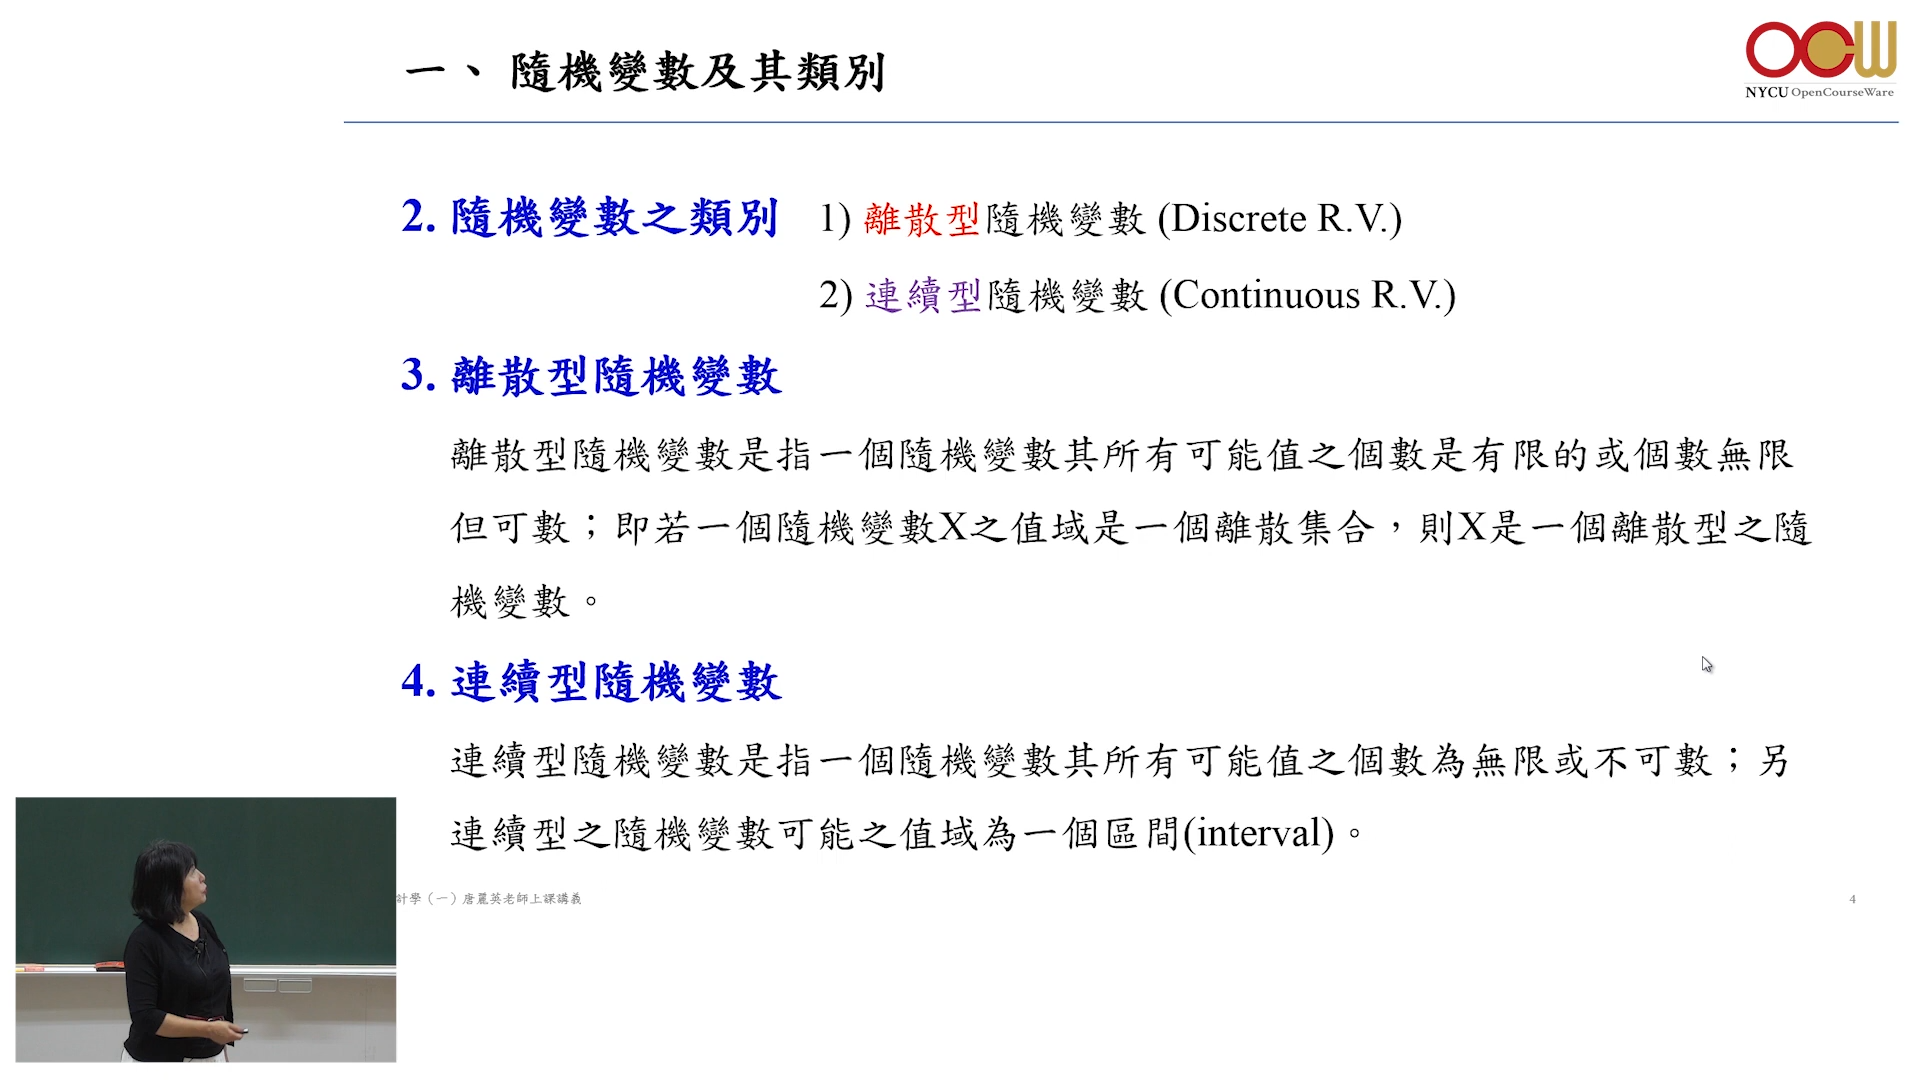 一、隨機變數及其類別
OCW
NYCU OpenCourseWare
2. 隨機變數之類別 1) 離散型隨機變數 (Discrete R.V.)
2) 連續型隨機變數 (Continuous R.V.)
3. 離散型隨機變數
離散型隨機變數是指一個隨機變數其所有可能值之個數是有限的或個數無限
但可數；即若一個隨機變數X之值域是一個離散集合，則X是一個離散型之隨
機變數。
4. 連續型隨機變數
連續型隨機變數是指一個隨機變數其所有可能值之個數為無限或不可數；另
連續型之隨機變數可能之值域為一個區間(interval)。
計學（一）唐麗英老師上課講義
4